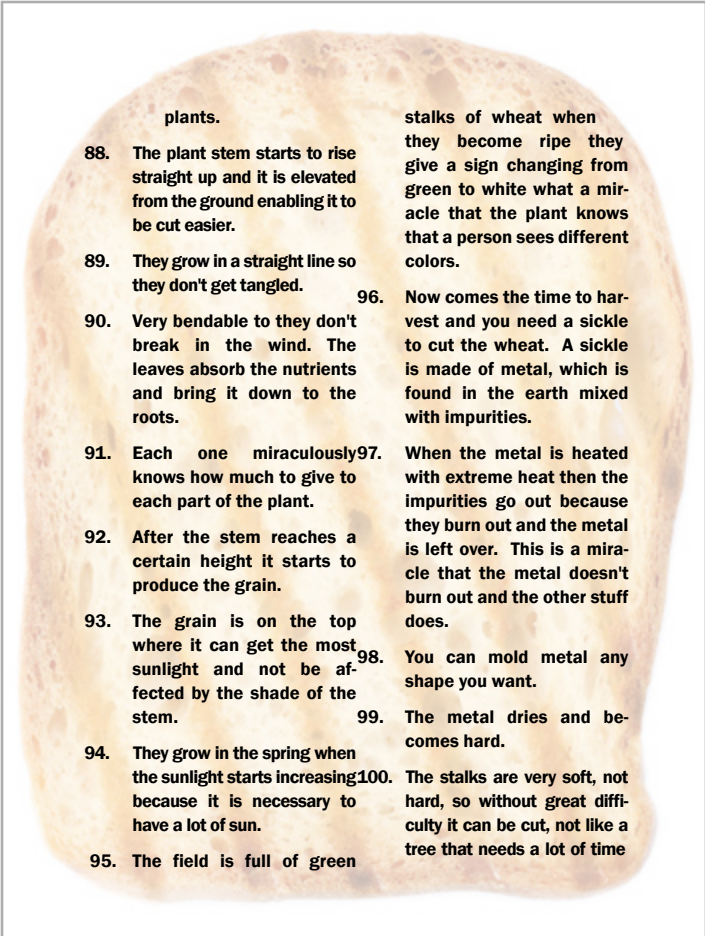 plants.
88. The plant stem starts to rise
straight up and it is elevated
from the ground enabling it to
be cut easier.
89. They grow in a straight line so
they don't get tangled.
90. Very bendable to they don't
break in the wind. The
leaves absorb the nutrients
and bring it down to the
roots.
91. Each one miraculously
knows how much to give to
each part of the plant.
92. After the stem reaches a
certain height it starts to
produce the grain.
93. The grain is on the top
where it can get the most
sunlight and not be af-
fected by the shade of the
stem.
94. They grow in the spring when
the sunlight starts increasing
because it is necessary to
have a lot of sun.
95. The field is full of green
stalks of wheat when
they become ripe they
give a sign changing from
green to white what a mir-
acle that the plant knows
that a person sees different
colors.
96. Now comes the time to har-
vest and you need a sickle
to cut the wheat. A sickle
is made of metal, which is
found in the earth mixed
with impurities.
97. When the metal is heated
with extreme heat then the
impurities go out because
they burn out and the metal
is left over. This is a mira-
cle that the metal doesn't
burn out and the other stuff
does.
98. You can mold metal any
shape you want.
99. The metal dries and be-
comes hard.
100. The stalks are very soft, not
hard, so without great diffi-
culty it can be cut, not like a
tree that needs a lot of time